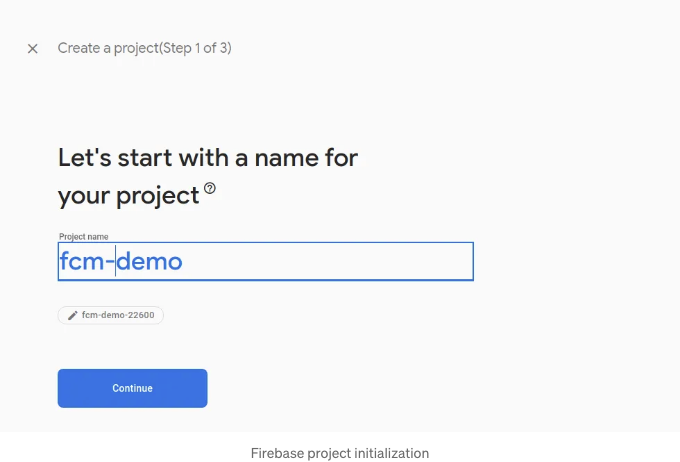 Create a project(Step 1 of 3)
Let's start with a name for
your project
Project name
fcm-demo
fcm-demo-22600
Continue
Firebase project initialization